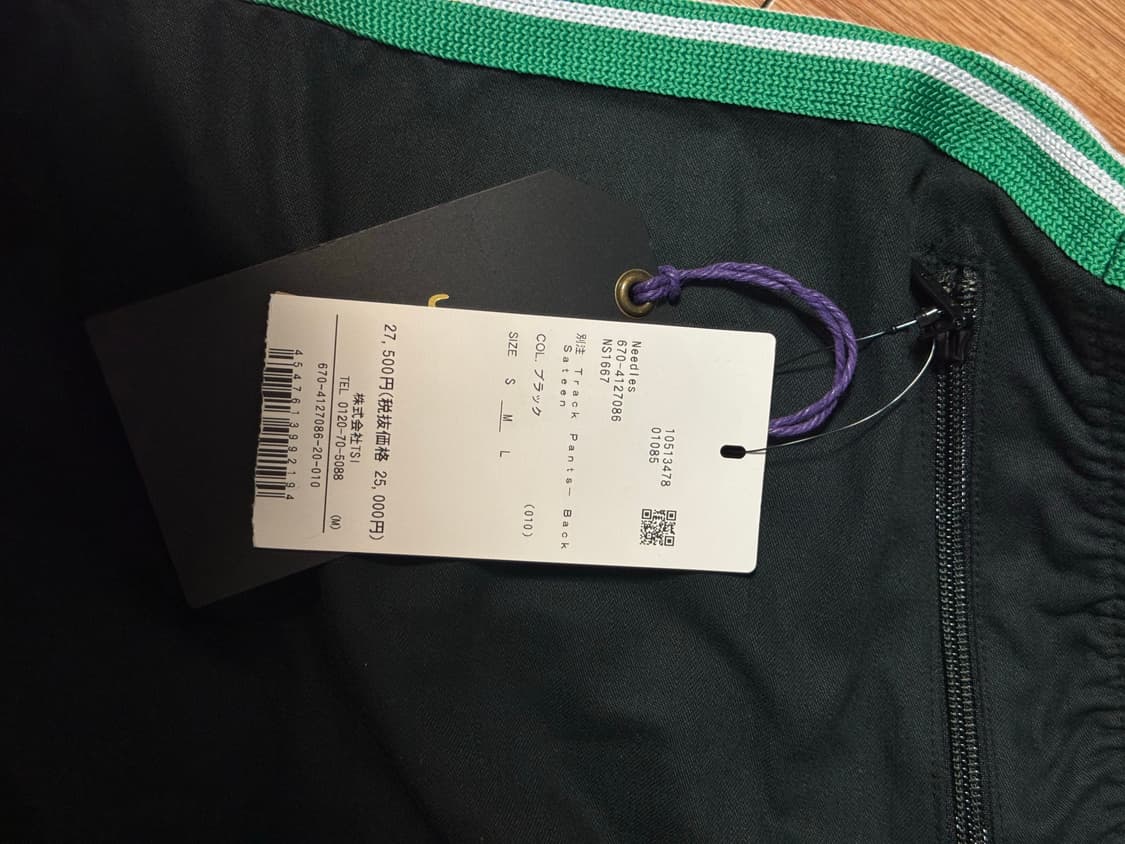 10513478
01085
Needles
670-4127086
NS1667
別注 Track Pants- Back
Sateen
COL. ブラック (010)
SIZE S M L
27,500円(税抜価格 25,000円)
株式会社TSI
TEL 0120-70-5088
670-4127086-20-010 (M)
4547613992194